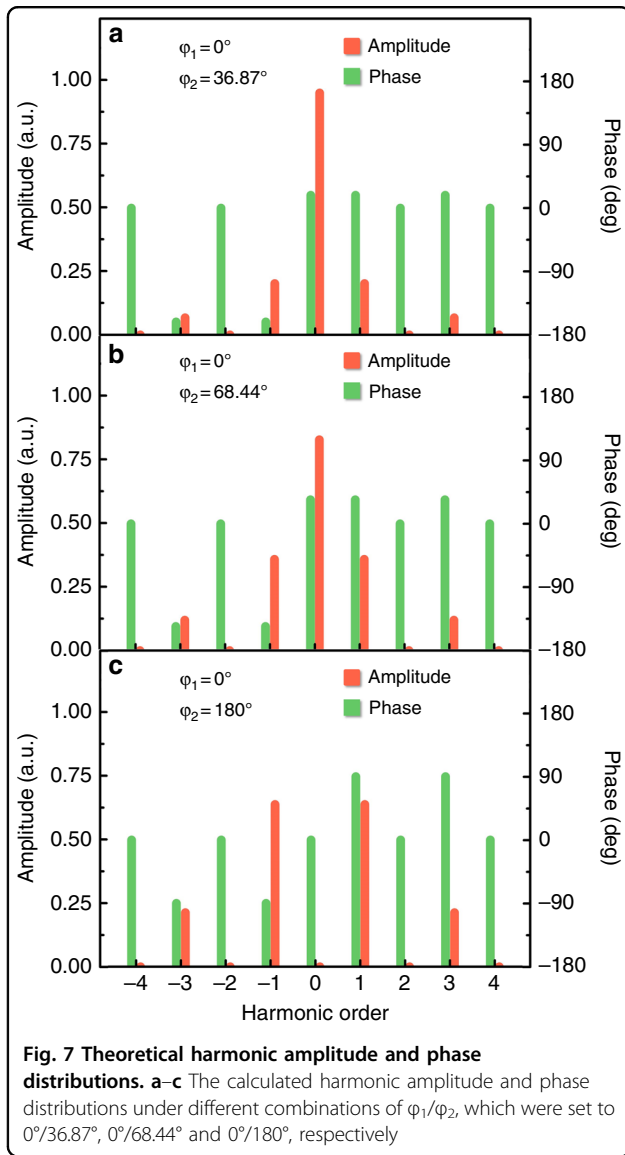 a
φ1=0°
φ2=36.87°
Amplitude
Phase
Amplitude (a.u.)
1.00
0.75
0.50
0.25
0.00
Phase (deg)
180
90
0
−90
−180
b
φ1=0°
φ2=68.44°
Amplitude
Phase
Amplitude (a.u.)
1.00
0.75
0.50
0.25
0.00
Phase (deg)
180
90
0
−90
−180
c
φ1=0°
φ2=180°
Amplitude
Phase
Amplitude (a.u.)
1.00
0.75
0.50
0.25
0.00
Phase (deg)
180
90
0
−90
−180
−4 −3 −2 −1 0 1 2 3 4
Harmonic order
Fig. 7 Theoretical harmonic amplitude and phase
distributions. a–c The calculated harmonic amplitude and phase
distributions under different combinations of φ1/φ2, which were set to
0°/36.87°, 0°/68.44° and 0°/180°, respectively